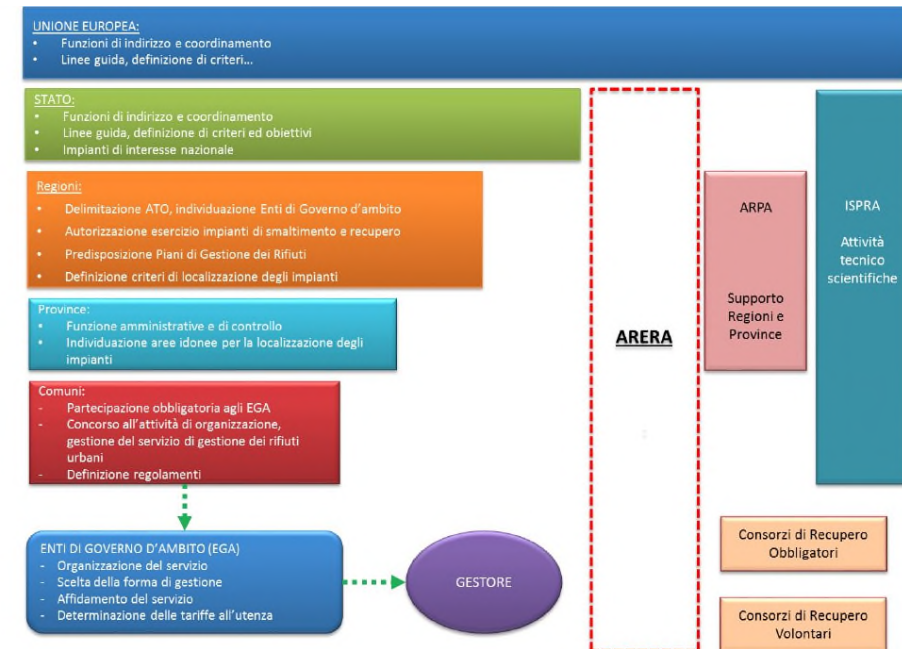 UNIONE EUROPEA:
• Funzioni di indirizzo e coordinamento
• Linee guida, definizione di criteri...
STATO:
• Funzioni di indirizzo e coordinamento
• Linee guida, definizione di criteri ed obiettivi
• Impianti di interesse nazionale
Regioni:
• Delimitazione ATO, individuazione Enti di Governo d'ambito
• Autorizzazione esercizio impianti di smaltimento e recupero
• Predisposizione Piani di Gestione dei Rifiuti
• Definizione criteri di localizzazione degli impianti
Province:
• Funzione amministrative e di controllo
• Individuazione aree idonee per la localizzazione degli
impianti
Comuni:
- Partecipazione obbligatoria agli EGA
- Concorso all'attività di organizzazione,
gestione del servizio di gestione dei rifiuti
urbani
- Definizione regolamenti
ENTI DI GOVERNO D'AMBITO (EGA)
- Organizzazione del servizio
- Scelta della forma di gestione
- Affidamento del servizio
- Determinazione delle tariffe all'utenza
GESTORE
ARERA
ARPA
Supporto
Regioni e
Province
ISPRA
Attività
tecnico
scientifiche
Consorzi di Recupero
Obbligatori
Consorzi di Recupero
Volontari